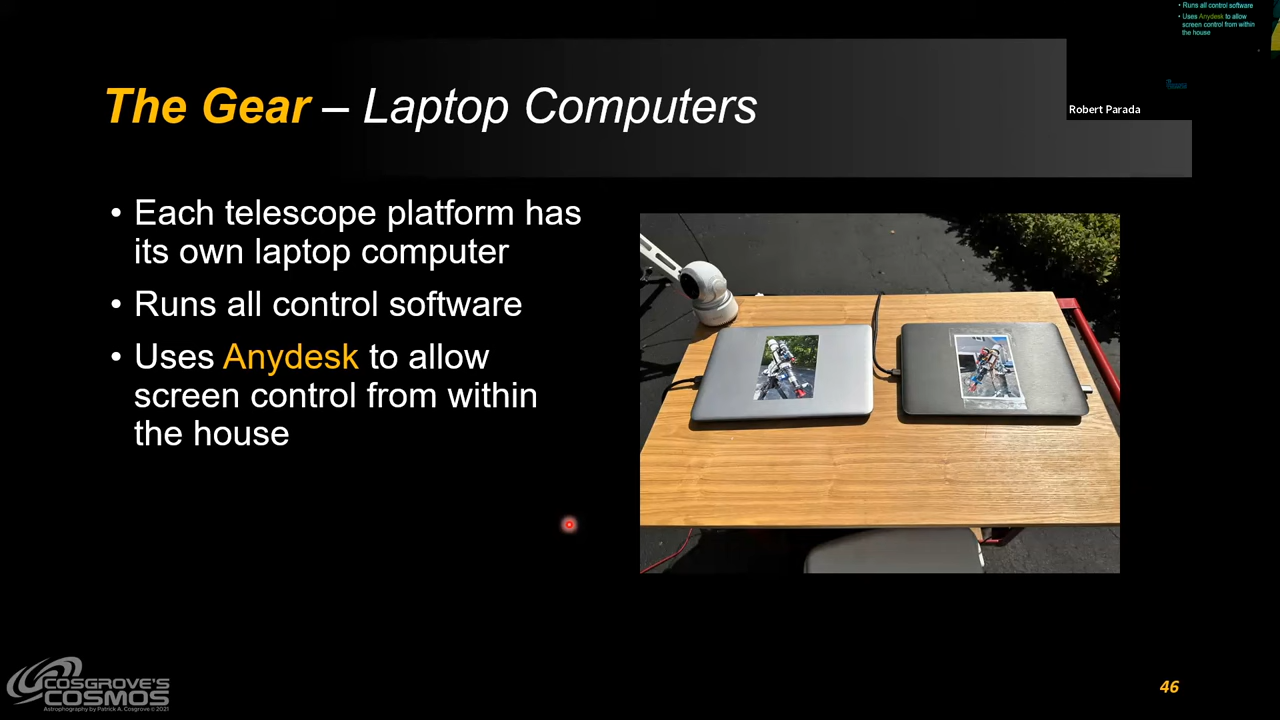 • Runs all control software
• Uses Anydesk to allow
screen control from within
the house
The Gear – Laptop Computers
Robert Parada
• Each telescope platform has
its own laptop computer
• Runs all control software
• Uses Anydesk to allow
screen control from within
the house
COSGROVE'S
COSMOS
Astrophotography by Patrick A. Cosgrove © 2021
46